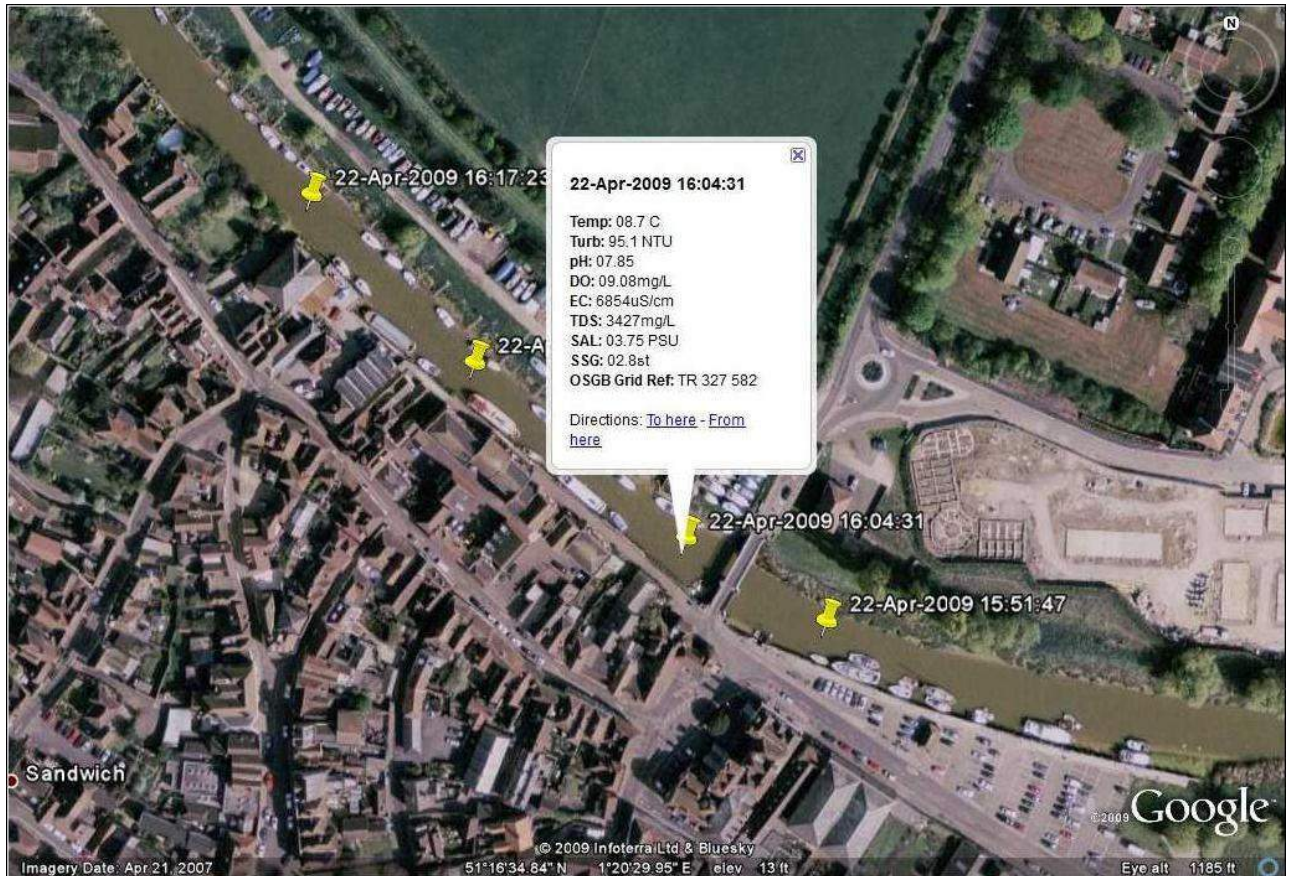 N
22-Apr-2009 16:17:23
22-Apr-2009 16:04:31
Temp: 08.7 C
Turb: 95.1 NTU
pH: 07.85
DO: 09.08mg/L
EC: 6854uS/cm
TDS: 3427mg/L
SAL: 03.75 PSU
SSG: 02.8st
OSGB Grid Ref: TR 327 582
Directions: To here - From
here
22-A
22-Apr-2009 16:04:31
22-Apr-2009 15:51:47
Sandwich
©2009 Google
© 2009 Infoterra Ltd & Bluesky
Imagery Date: Apr 21, 2007 51°16'34.84" N 1°20'29.95" E elev 13 ft Eye alt 1185 ft